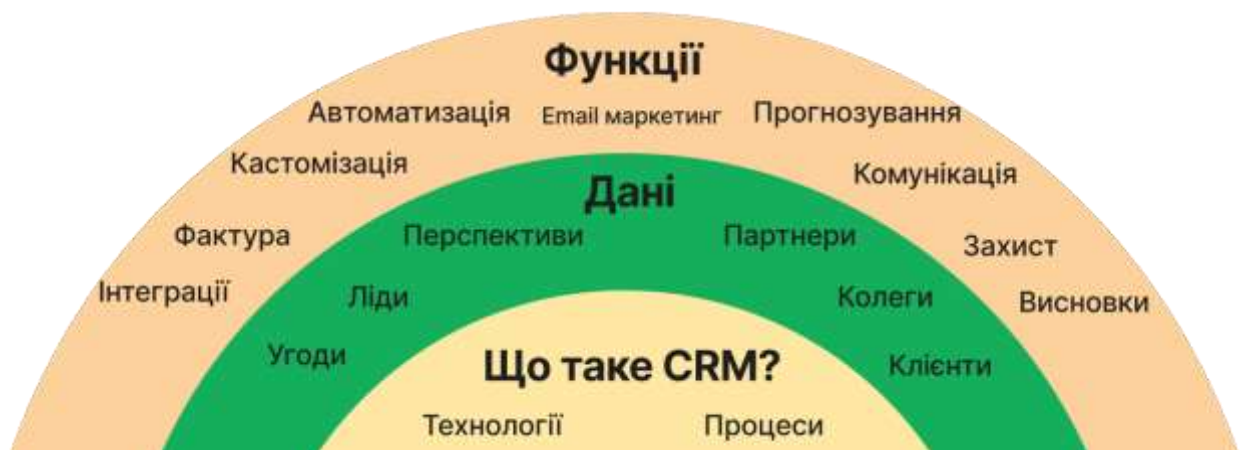 Функції
Автоматизація Email маркетинг Прогнозування
Кастомізація Комунікація
Дані
Фактура Перспективи Партнери Захист
Інтеграції Ліди Колеги Висновки
Угоди Що таке CRM? Клієнти
Технології Процеси